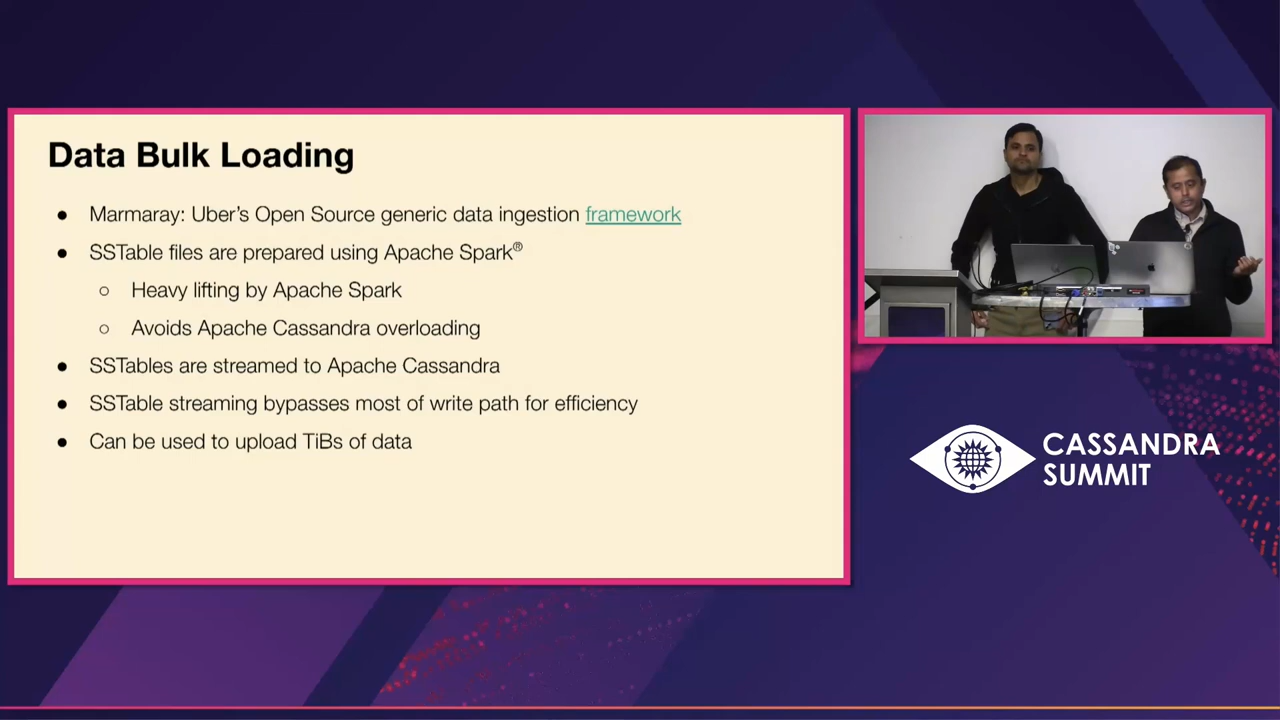 Data Bulk Loading
● Marmaray: Uber's Open Source generic data ingestion framework
● SSTable files are prepared using Apache Spark®
○ Heavy lifting by Apache Spark
○ Avoids Apache Cassandra overloading
● SSTables are streamed to Apache Cassandra
● SSTable streaming bypasses most of write path for efficiency
● Can be used to upload TiBs of data
CASSANDRA
SUMMIT